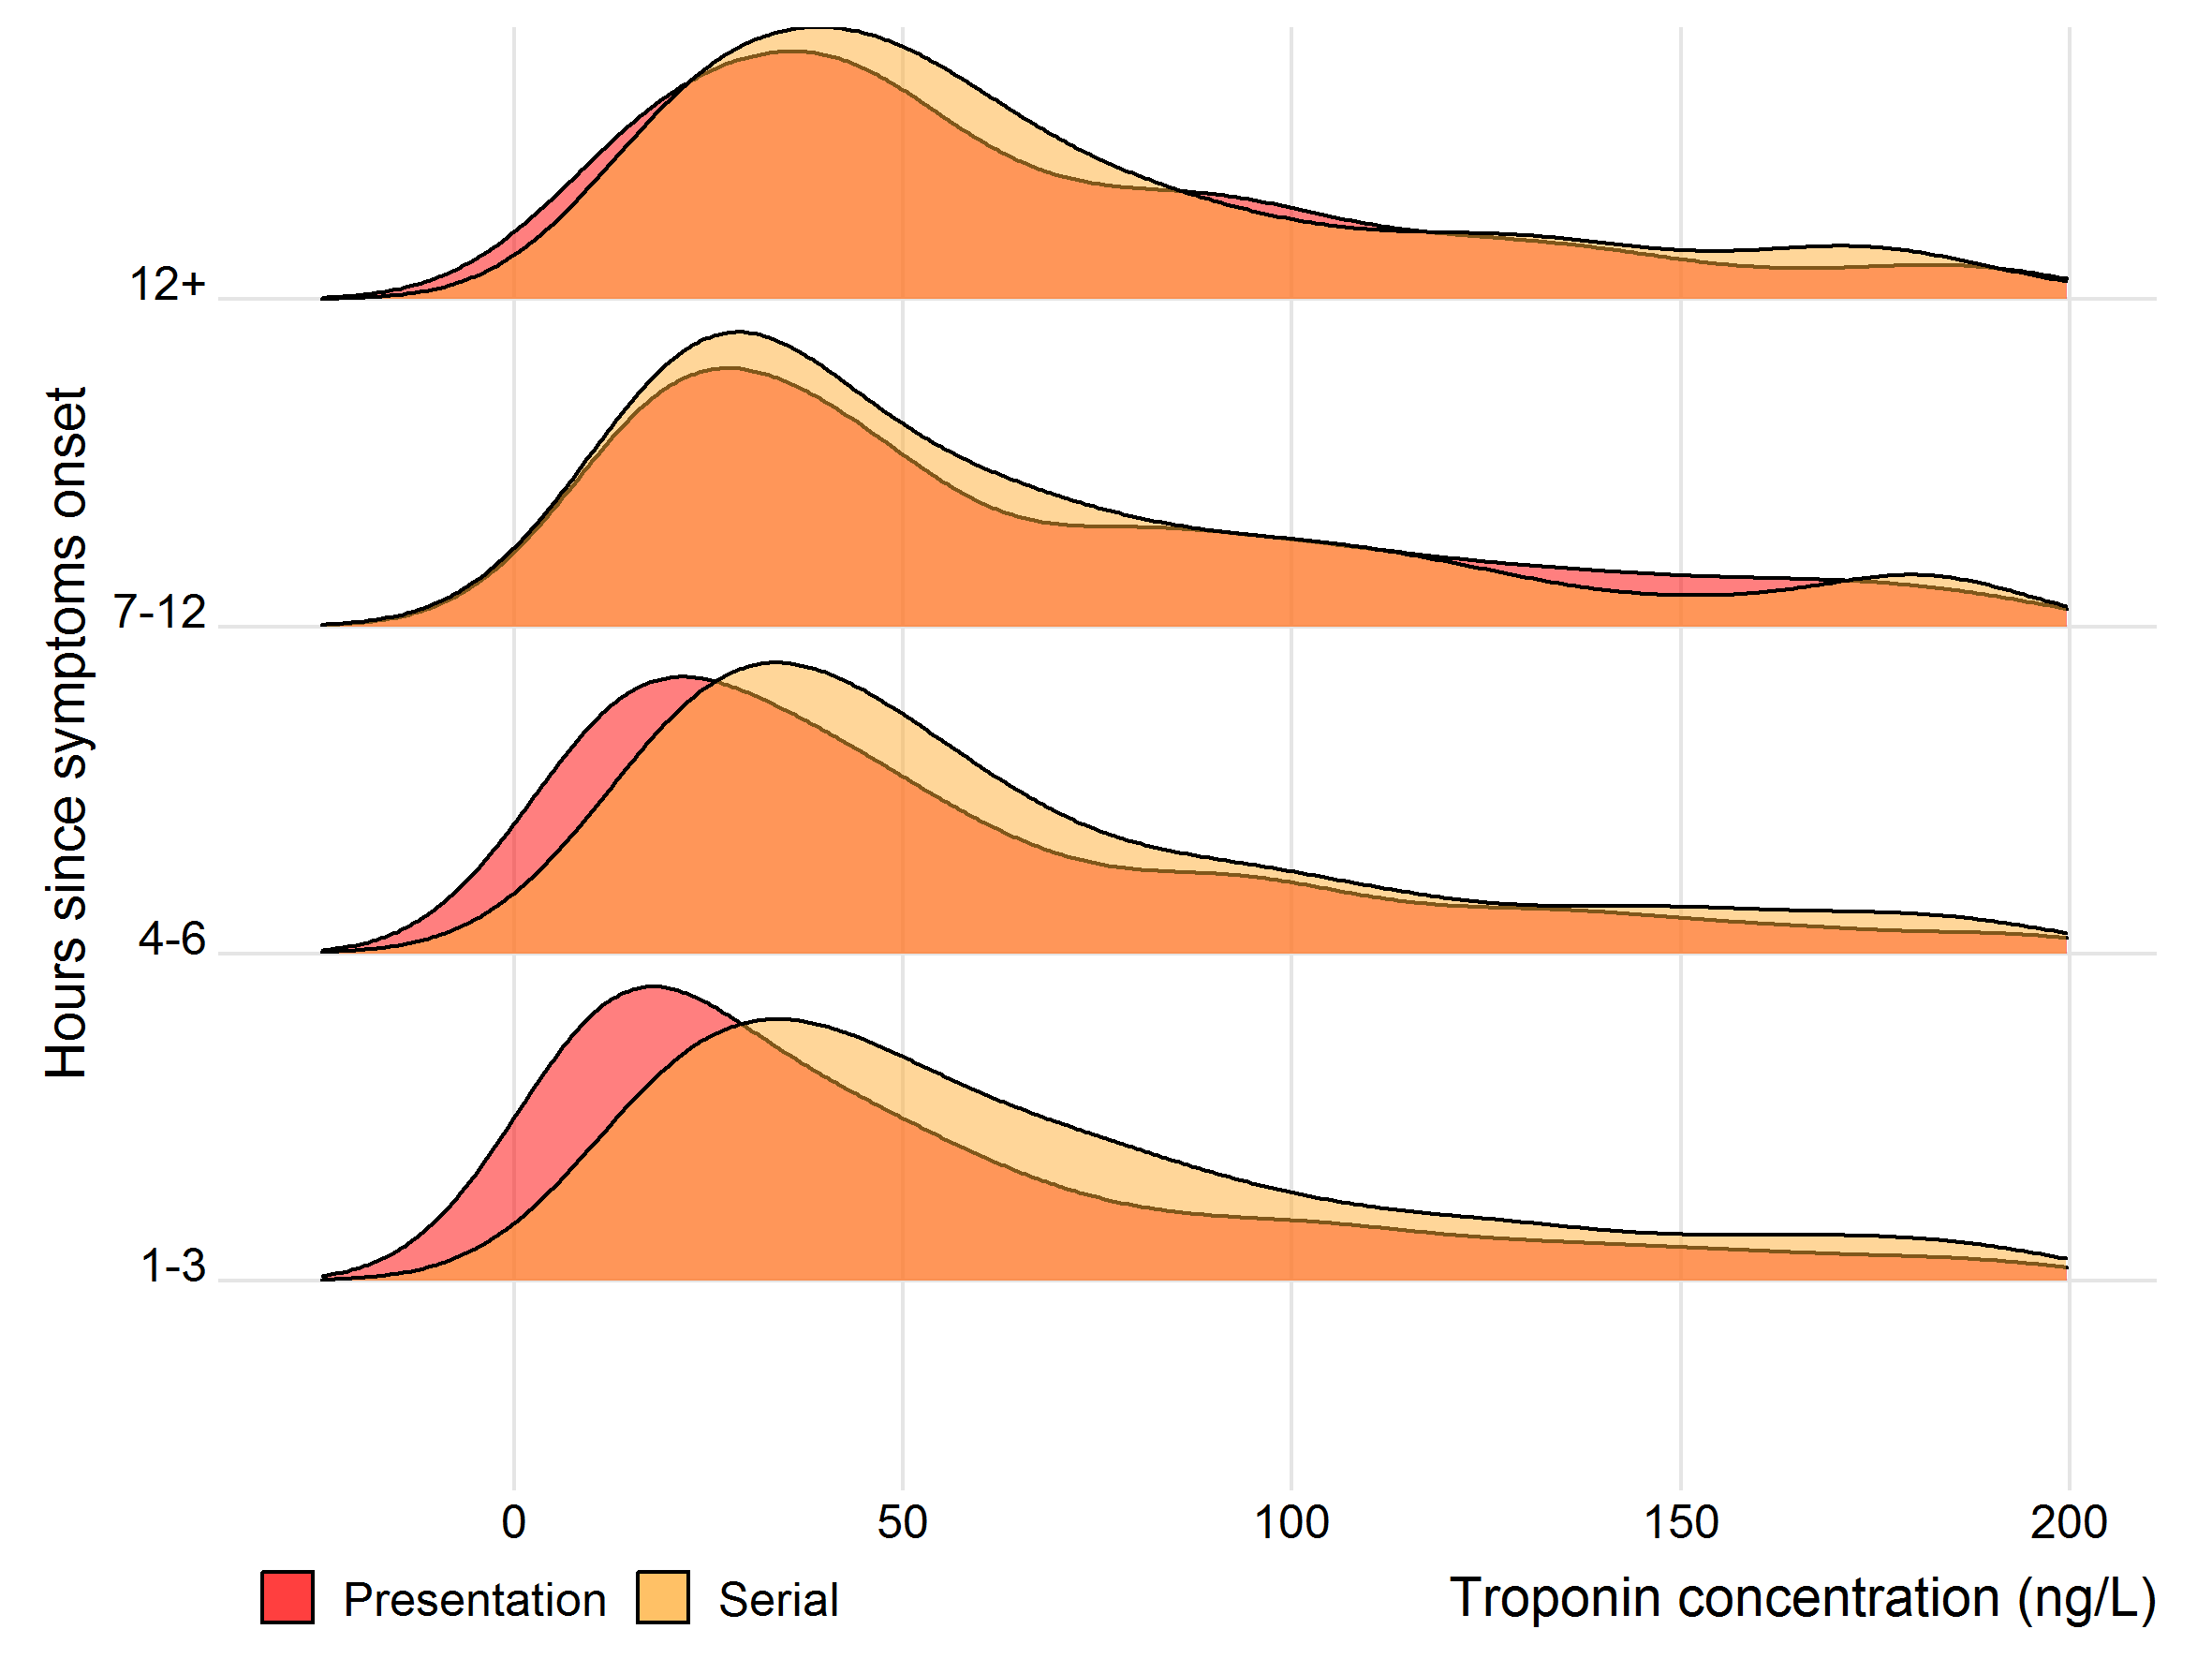 Hours since symptoms onset
12+
7-12
4-6
1-3
0 50 100 150 200
Troponin concentration (ng/L)
Presentation Serial